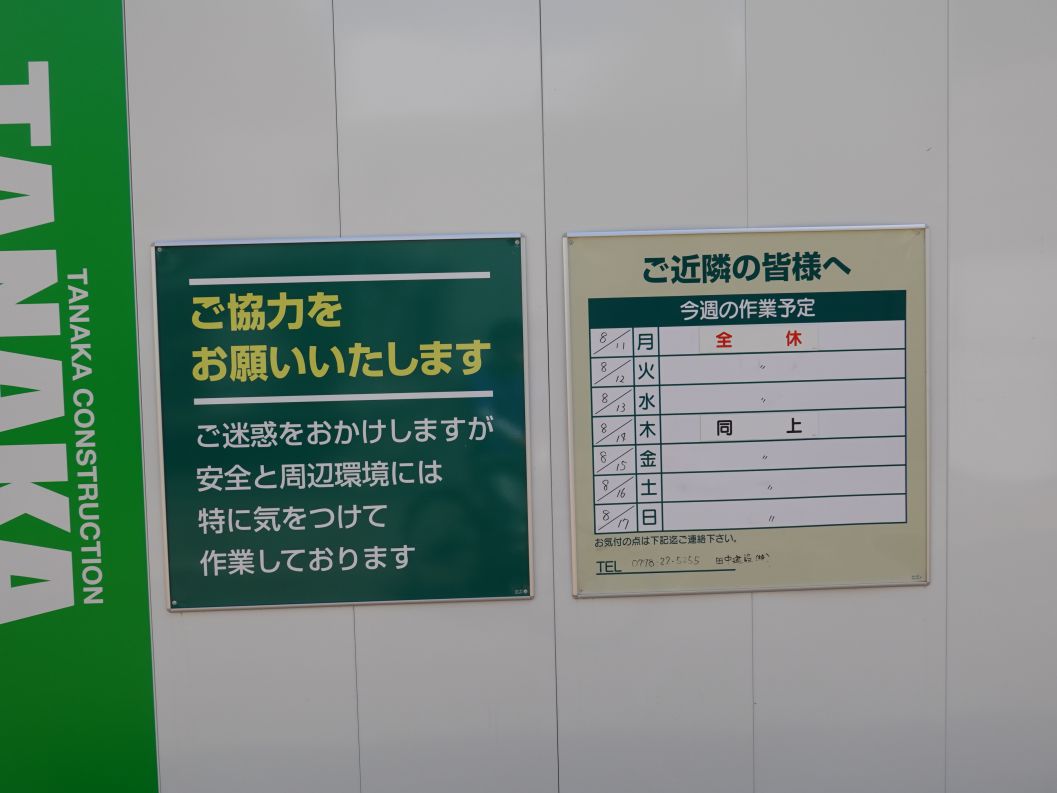 TANAKA
TANAKA CONSTRUCTION
ご協力を
お願いいたします
ご迷惑をおかけしますが
安全と周辺環境には
特に気をつけて
作業しております
ご近隣の皆様へ
今週の作業予定
8/11 月 全 休
8/12 火 〃
8/13 水 〃
8/14 木 同 上
8/15 金 〃
8/16 土 〃
8/17 日 〃
お気付の点は下記迄ご連絡下さい。
TEL 田中建設(株)